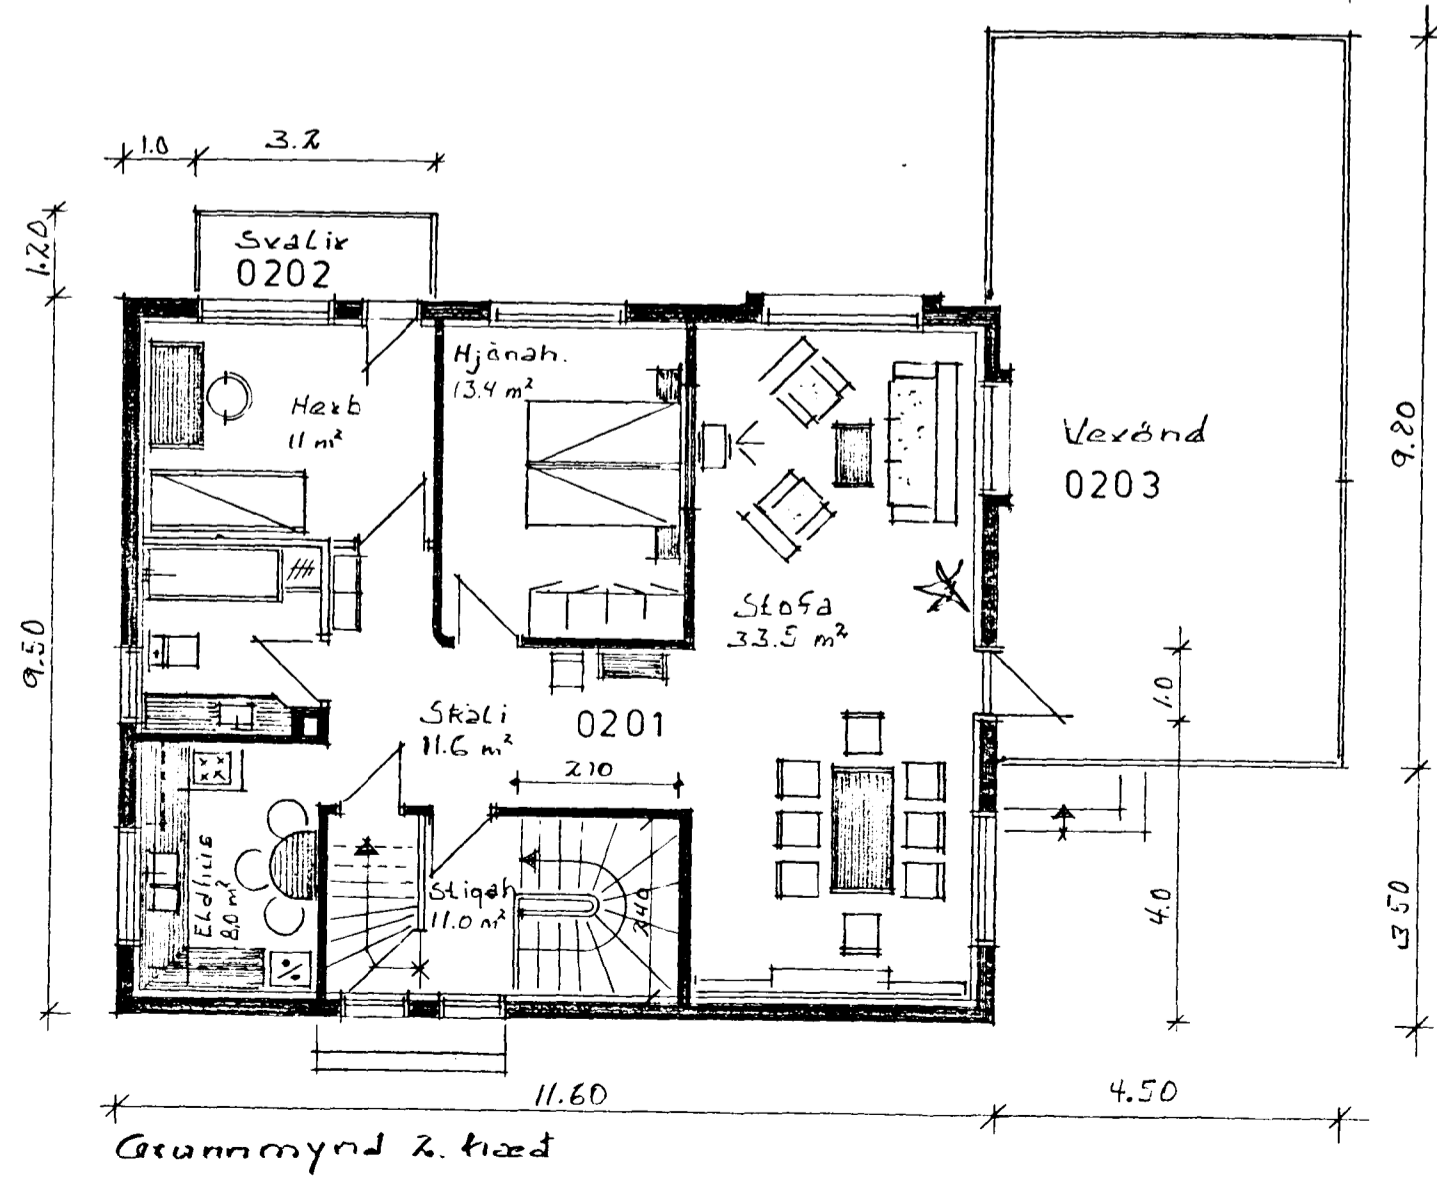 1.0
3.2
1.20
Svalir
0202
Hjónah.
13.4 m²
Herb
11 m²
Verönd
0203
9.20
9.50
Stofa
33.5 m²
1.0
Skáli
11.6 m²
0201
210
Eldhús
8.0 m²
Stigah
11.0 m²
240
4.0
3.50
11.60
4.50
Grunnmynd 2. hæð